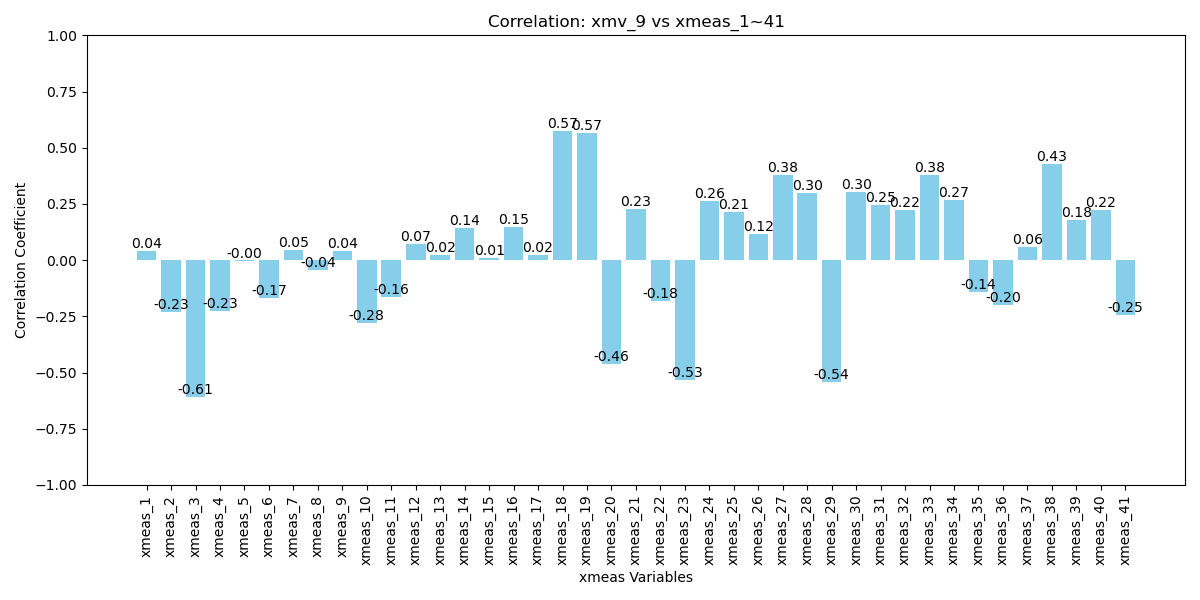 Correlation: xmv_9 vs xmeas_1~41
1.00
0.75
0.50
0.25
0.00
−0.25
−0.50
−0.75
−1.00
Correlation Coefficient
0.04
-0.23
-0.61
-0.23
-0.00
-0.17
0.05
-0.04
0.04
-0.28
-0.16
0.07
0.02
0.14
0.01
0.15
0.02
0.57
0.57
-0.46
0.23
-0.18
-0.53
0.26
0.21
0.12
0.38
0.30
-0.54
0.30
0.25
0.22
0.38
0.27
-0.14
-0.20
0.06
0.43
0.18
0.22
-0.25
xmeas_1
xmeas_2
xmeas_3
xmeas_4
xmeas_5
xmeas_6
xmeas_7
xmeas_8
xmeas_9
xmeas_10
xmeas_11
xmeas_12
xmeas_13
xmeas_14
xmeas_15
xmeas_16
xmeas_17
xmeas_18
xmeas_19
xmeas_20
xmeas_21
xmeas_22
xmeas_23
xmeas_24
xmeas_25
xmeas_26
xmeas_27
xmeas_28
xmeas_29
xmeas_30
xmeas_31
xmeas_32
xmeas_33
xmeas_34
xmeas_35
xmeas_36
xmeas_37
xmeas_38
xmeas_39
xmeas_40
xmeas_41
xmeas Variables